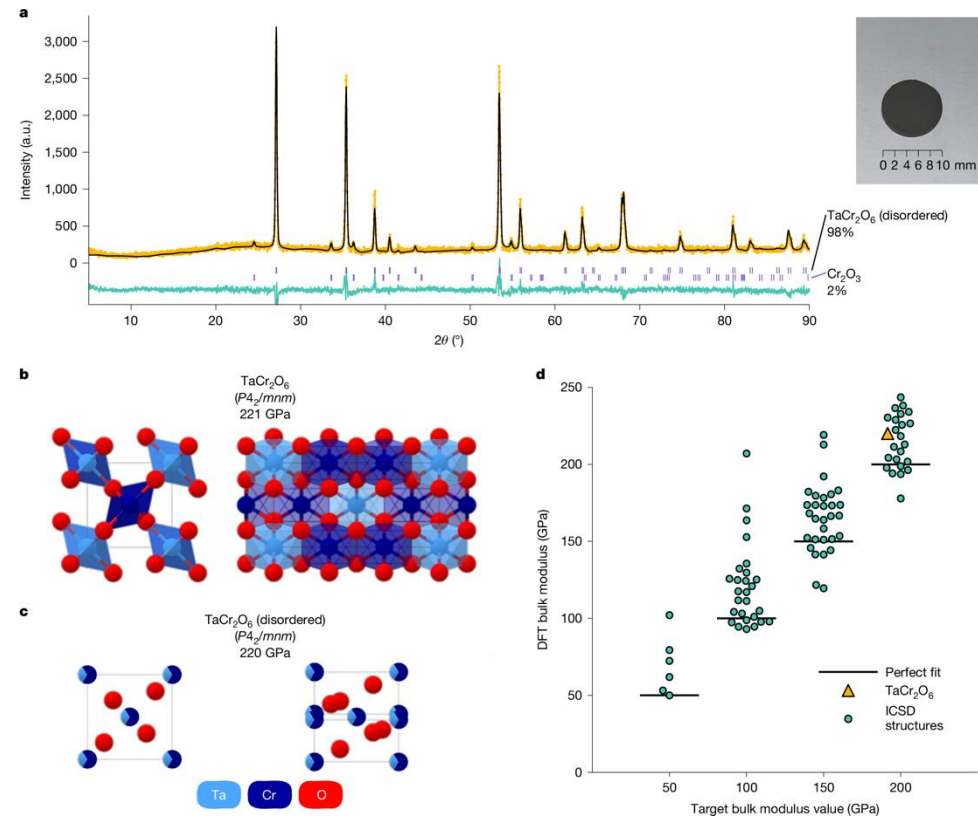 a
3,000
2,500
2,000
1,500
1,000
500
0
Intensity (a.u.)
10 20 30 40 50 60 70 80 90
2θ (°)
0 2 4 6 8 10 mm
TaCr₂O₆ (disordered)
98%
Cr₂O₃
2%
b
TaCr₂O₆
(P4₂/mnm)
221 GPa
c
TaCr₂O₆ (disordered)
(P4₂/mnm)
220 GPa
Ta Cr O
d
250
200
150
100
50
0
DFT bulk modulus (GPa)
Perfect fit
TaCr₂O₆
ICSD
structures
50 100 150 200
Target bulk modulus value (GPa)